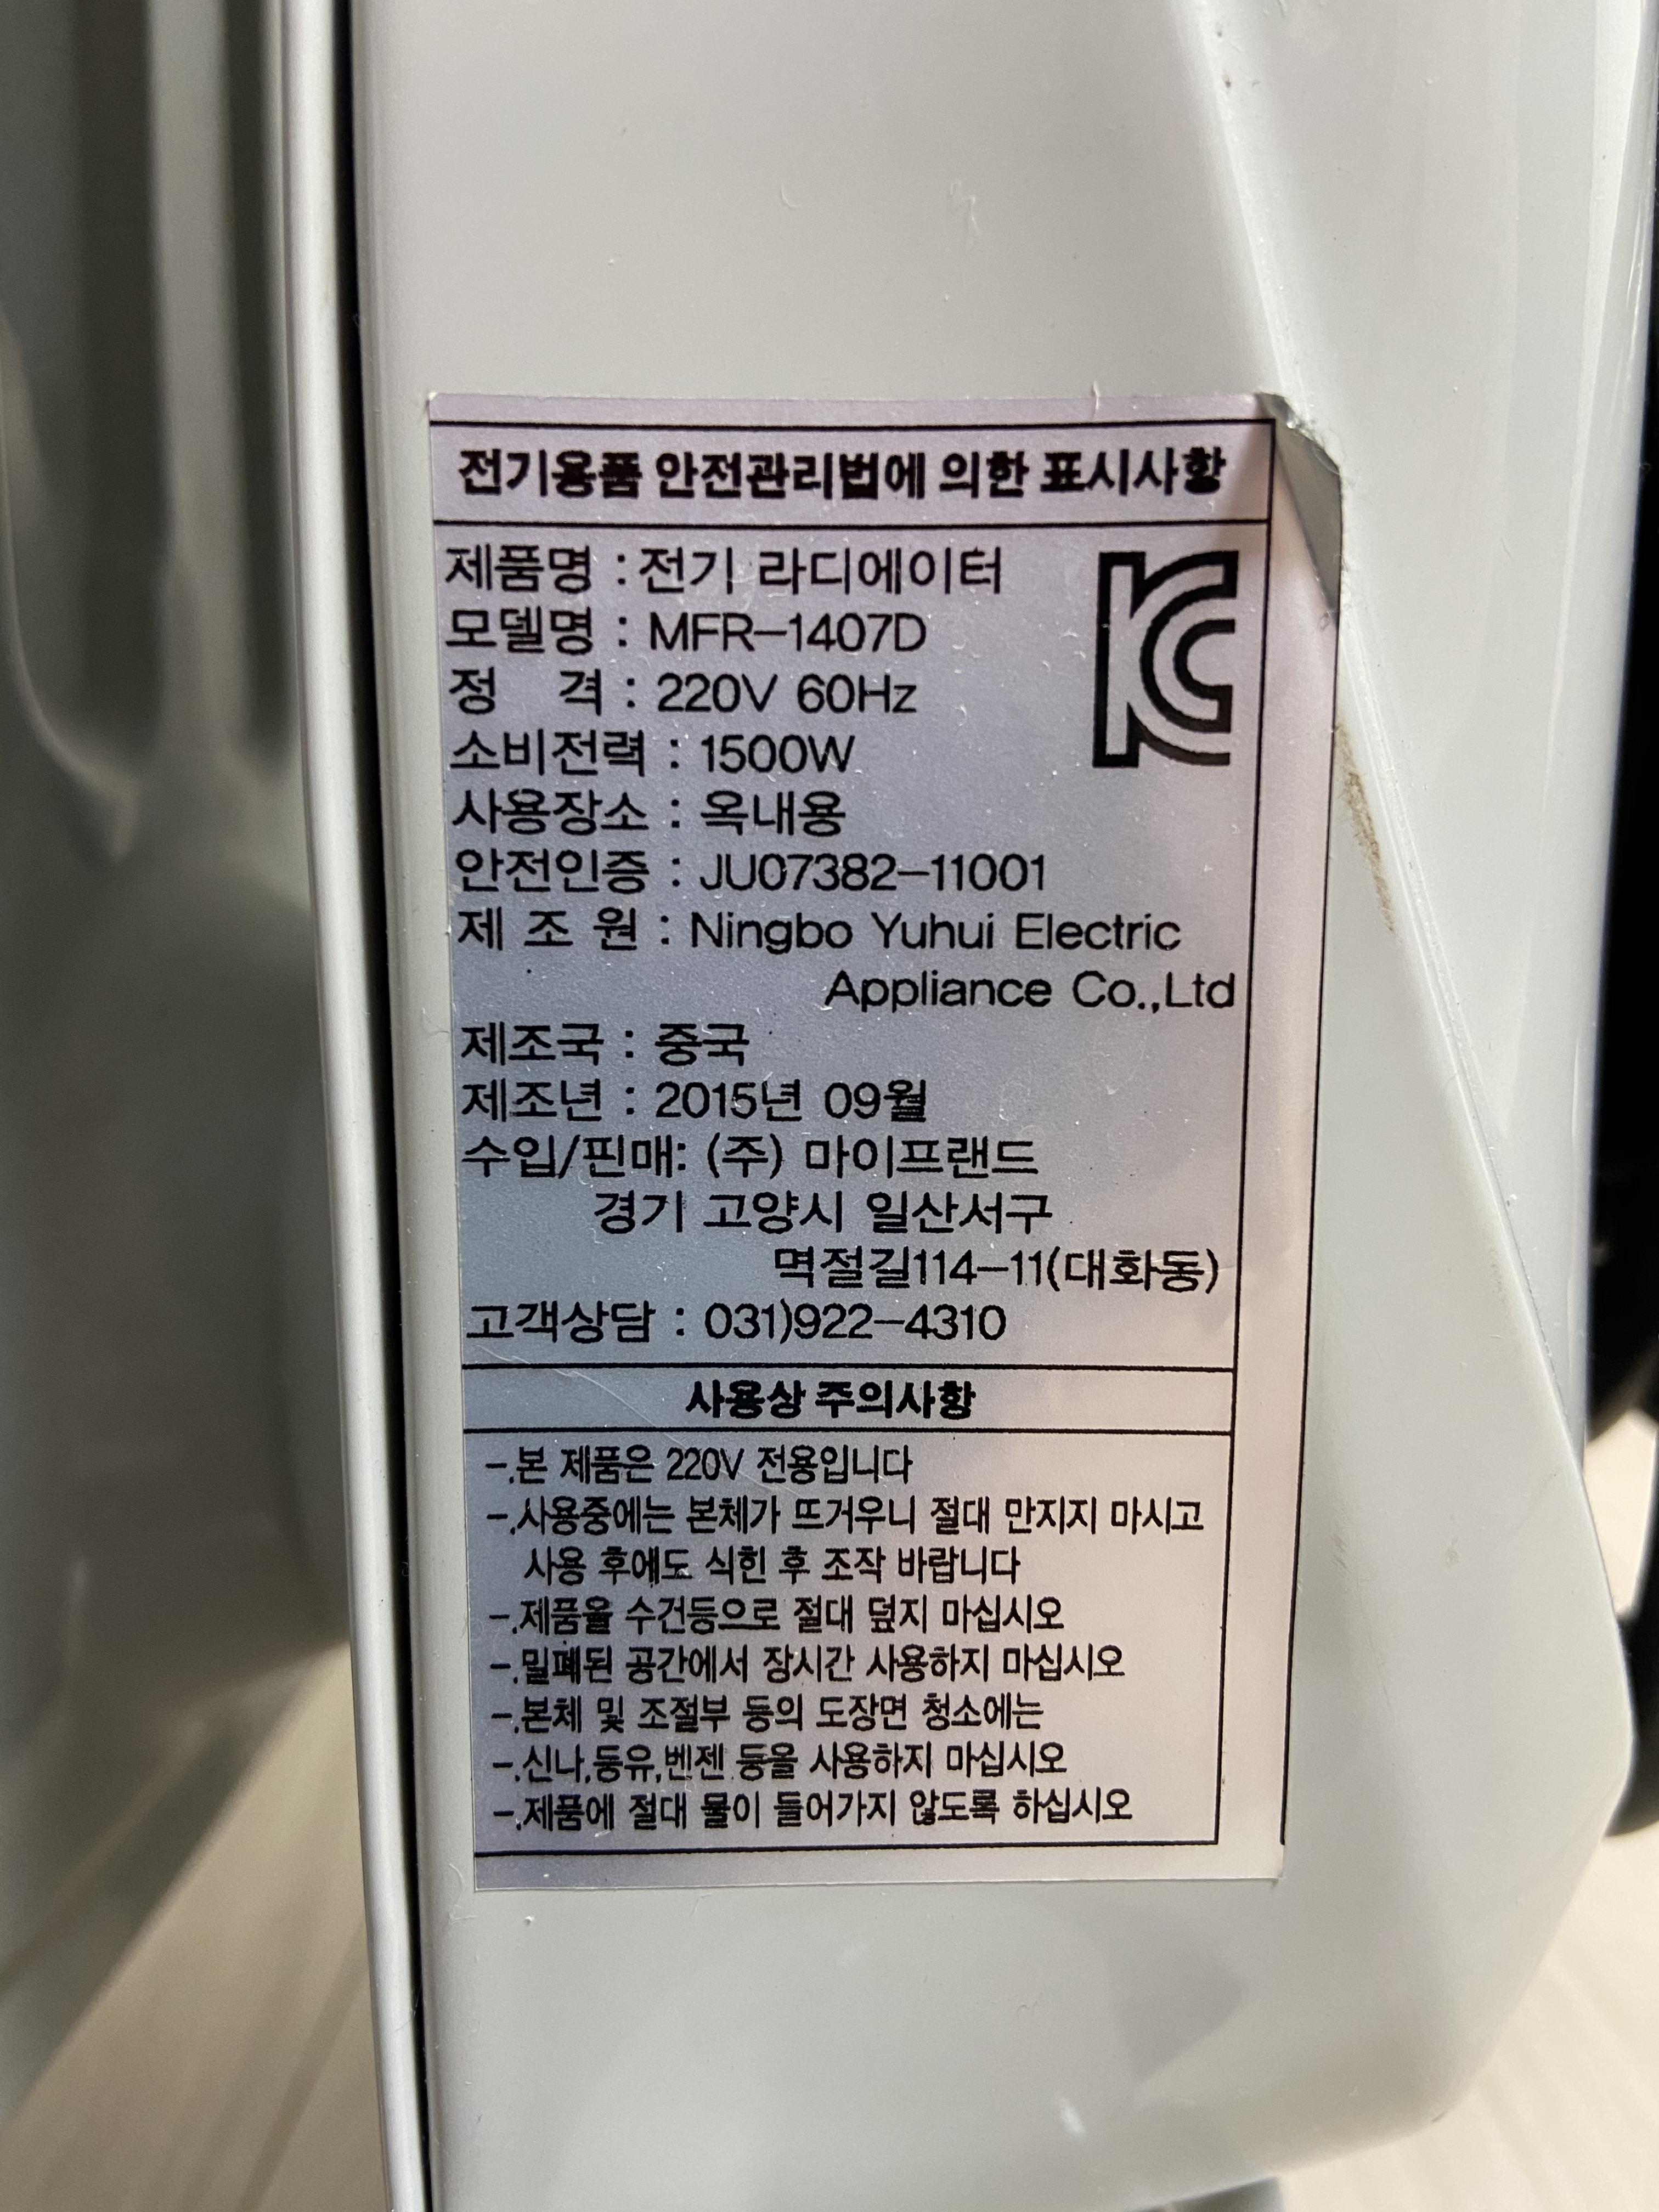 전기용품 안전관리법에 의한 표시사항
제품명 : 전기 라디에이터
모델명 : MFR-1407D
정 격 : 220V 60Hz
소비전력 : 1500W
사용장소 : 옥내용
안전인증 : JU07382-11001
제 조 원 : Ningbo Yuhui Electric
Appliance Co.,Ltd
제조국 : 중국
제조년 : 2015년 09월
수입/핀매: (주) 마이프랜드
경기 고양시 일산서구
멱절길114-11(대화동)
고객상담 : 031)922-4310
사용상 주의사항
-.본 제품은 220V 전용입니다
-.사용중에는 본체가 뜨거우니 절대 만지지 마시고
사용 후에도 식힌 후 조작 바랍니다
-.제품을 수건등으로 절대 덮지 마십시오
-.밀폐된 공간에서 장시간 사용하지 마십시오
-.본체 및 조절부 등의 도장면 청소에는
-.신나,등유,벤젠 등을 사용하지 마십시오
-.제품에 절대 물이 들어가지 않도록 하십시오